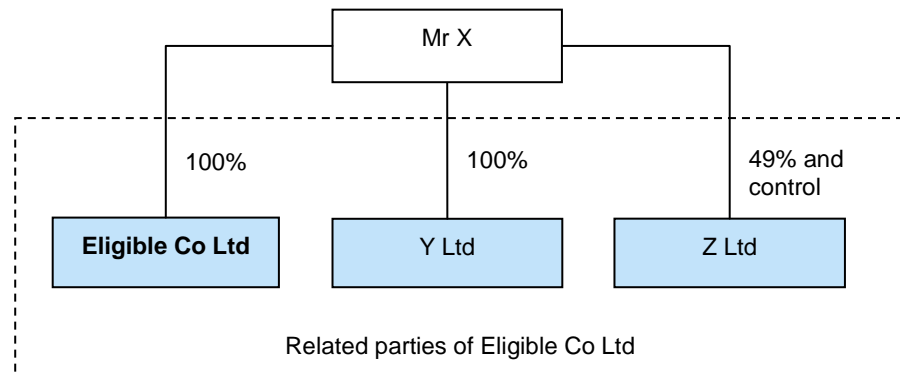 Mr X
100%
100%
49% and
control
Eligible Co Ltd
Y Ltd
Z Ltd
Related parties of Eligible Co Ltd